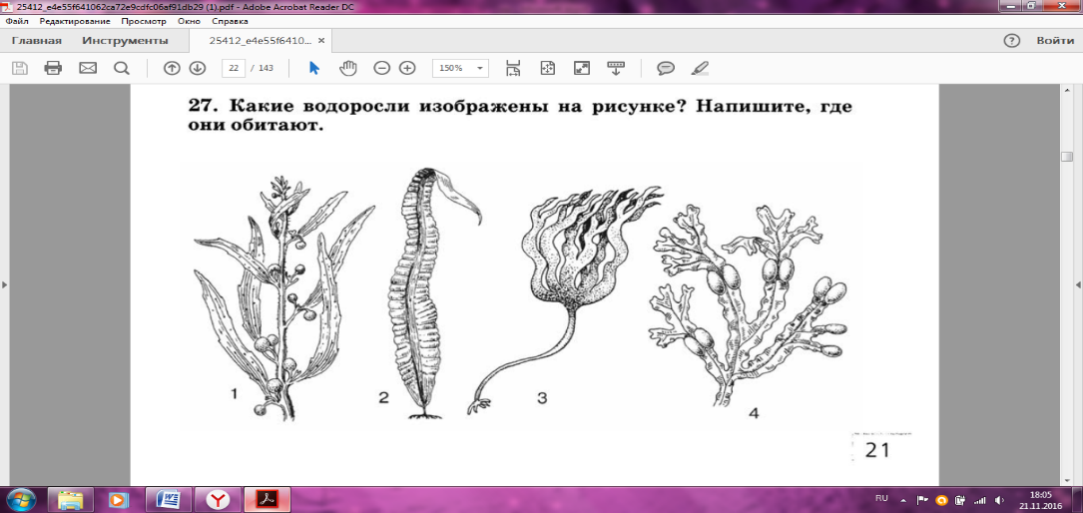 25412_e4e55f641062ca72e9cdfc06af91db29 (1).pdf - Adobe Acrobat Reader DC
Файл Редактирование Просмотр Окно Справка
Главная Инструменты 25412_e4e55f6410... × ? Войти
22 / 143 150%
27. Какие водоросли изображены на рисунке? Напишите, где
они обитают.
1
2
3
4
21
RU 18:05
21.11.2016